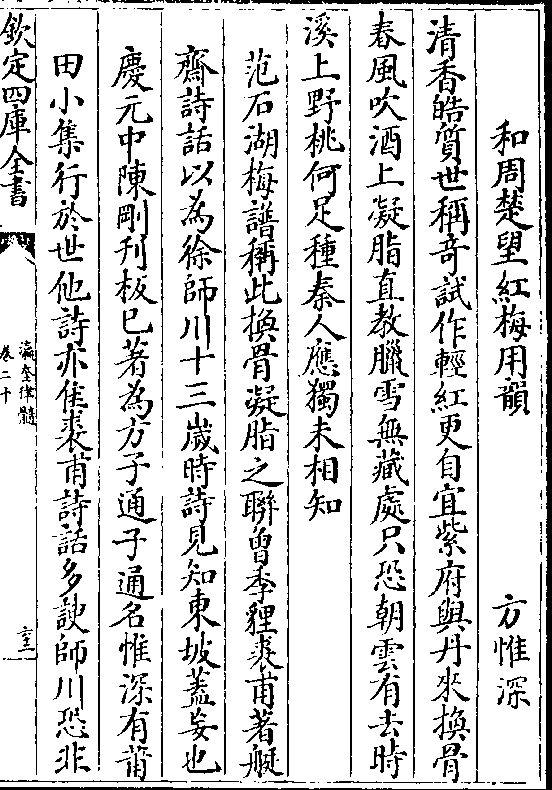 和周楚望紅梅用韻　方惟深
清香皓質世稱奇試作輕紅更自宜紫府與丹來換骨
春風吹酒上凝脂直教臘雪無藏處只恐朝雲有去時
溪上野桃何足種秦人應獨未相知
范石湖梅譜稱此換骨凝脂之聯曾季貍裘甫著艇
齋詩話以為徐師川十三歲時詩見知東坡蓋妄也
慶元中陳剛刋板已著為方子通子通名惟深有莆
田小集行於世他詩亦佳裘甫詩話多諛師川恐非
欽定四庫全書
瀛奎律髓
卷二十